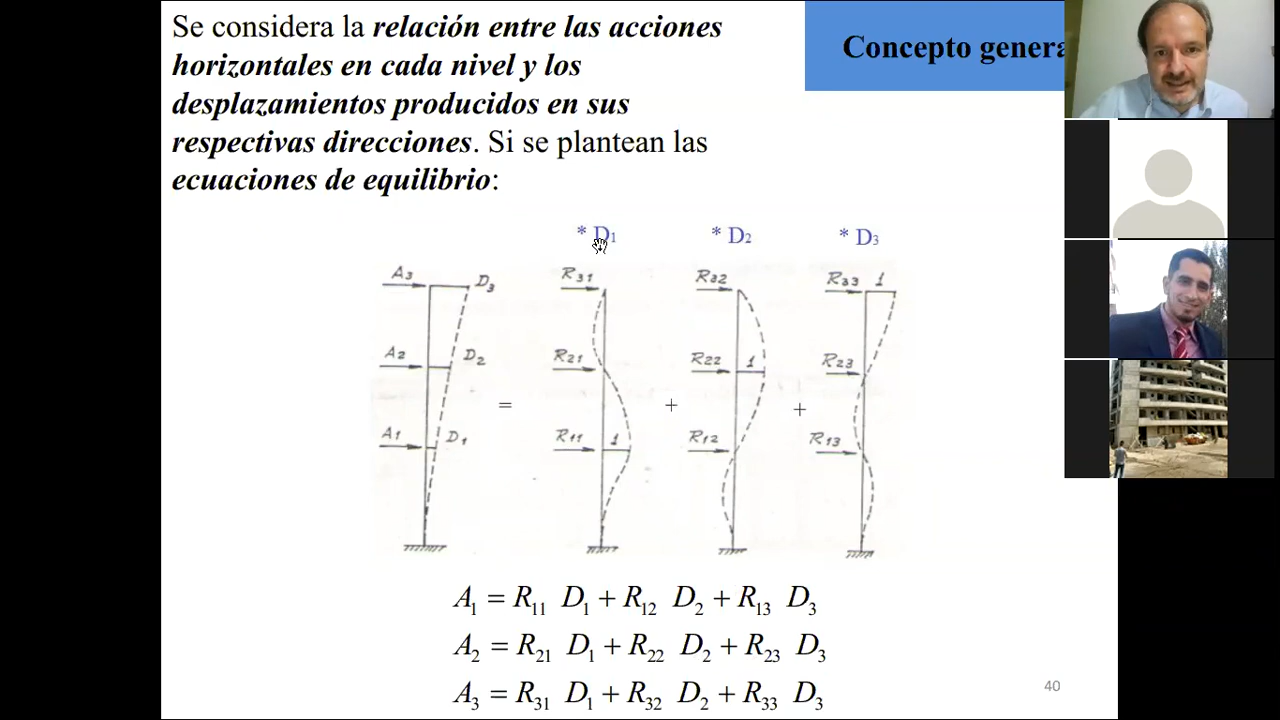 Se considera la relación entre las acciones
horizontales en cada nivel y los
desplazamientos producidos en sus
respectivas direcciones. Si se plantean las
ecuaciones de equilibrio:
Concepto genera
* D1 * D2 * D3
A3 D3 R31 R32 R33 1
A2 D2 R21 R22 1 R23
= + +
A1 D1 R11 1 R12 R13
A1 = R11 D1 + R12 D2 + R13 D3
A2 = R21 D1 + R22 D2 + R23 D3
A3 = R31 D1 + R32 D2 + R33 D3
40